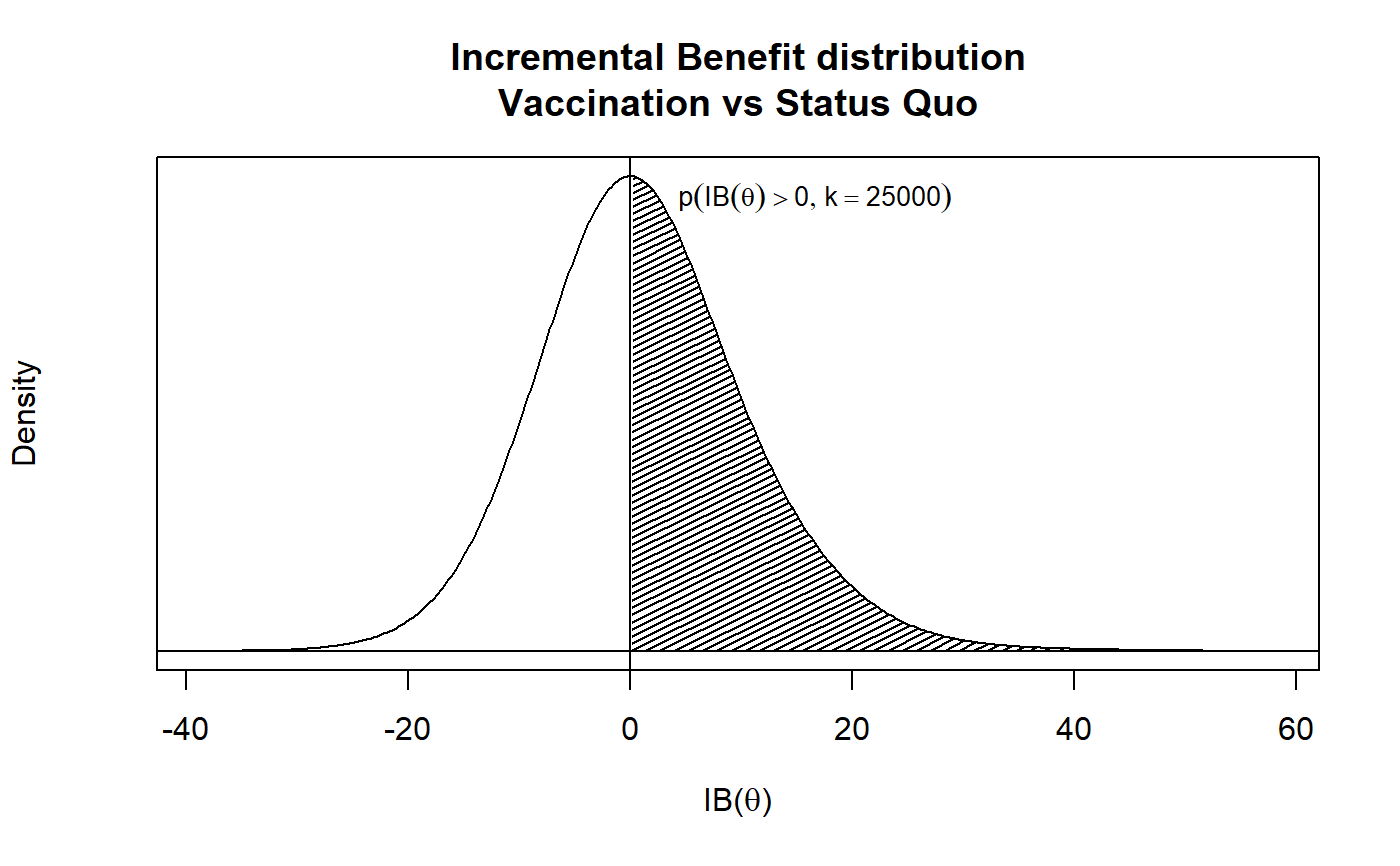 Incremental Benefit distribution
Vaccination vs Status Quo
p(IB(θ) > 0, k = 25000)
Density
-40 -20 0 20 40 60
IB(θ)